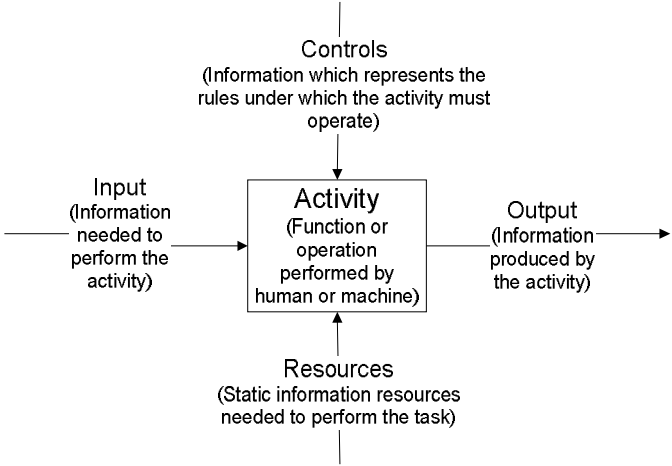 Controls
(Information which represents the
rules under which the activity must
operate)
Input
(Information
needed to
perform the
activity)
Activity
(Function or
operation
performed by
human or machine)
Output
(Information
produced by
the activity)
Resources
(Static information resources
needed to perform the task)